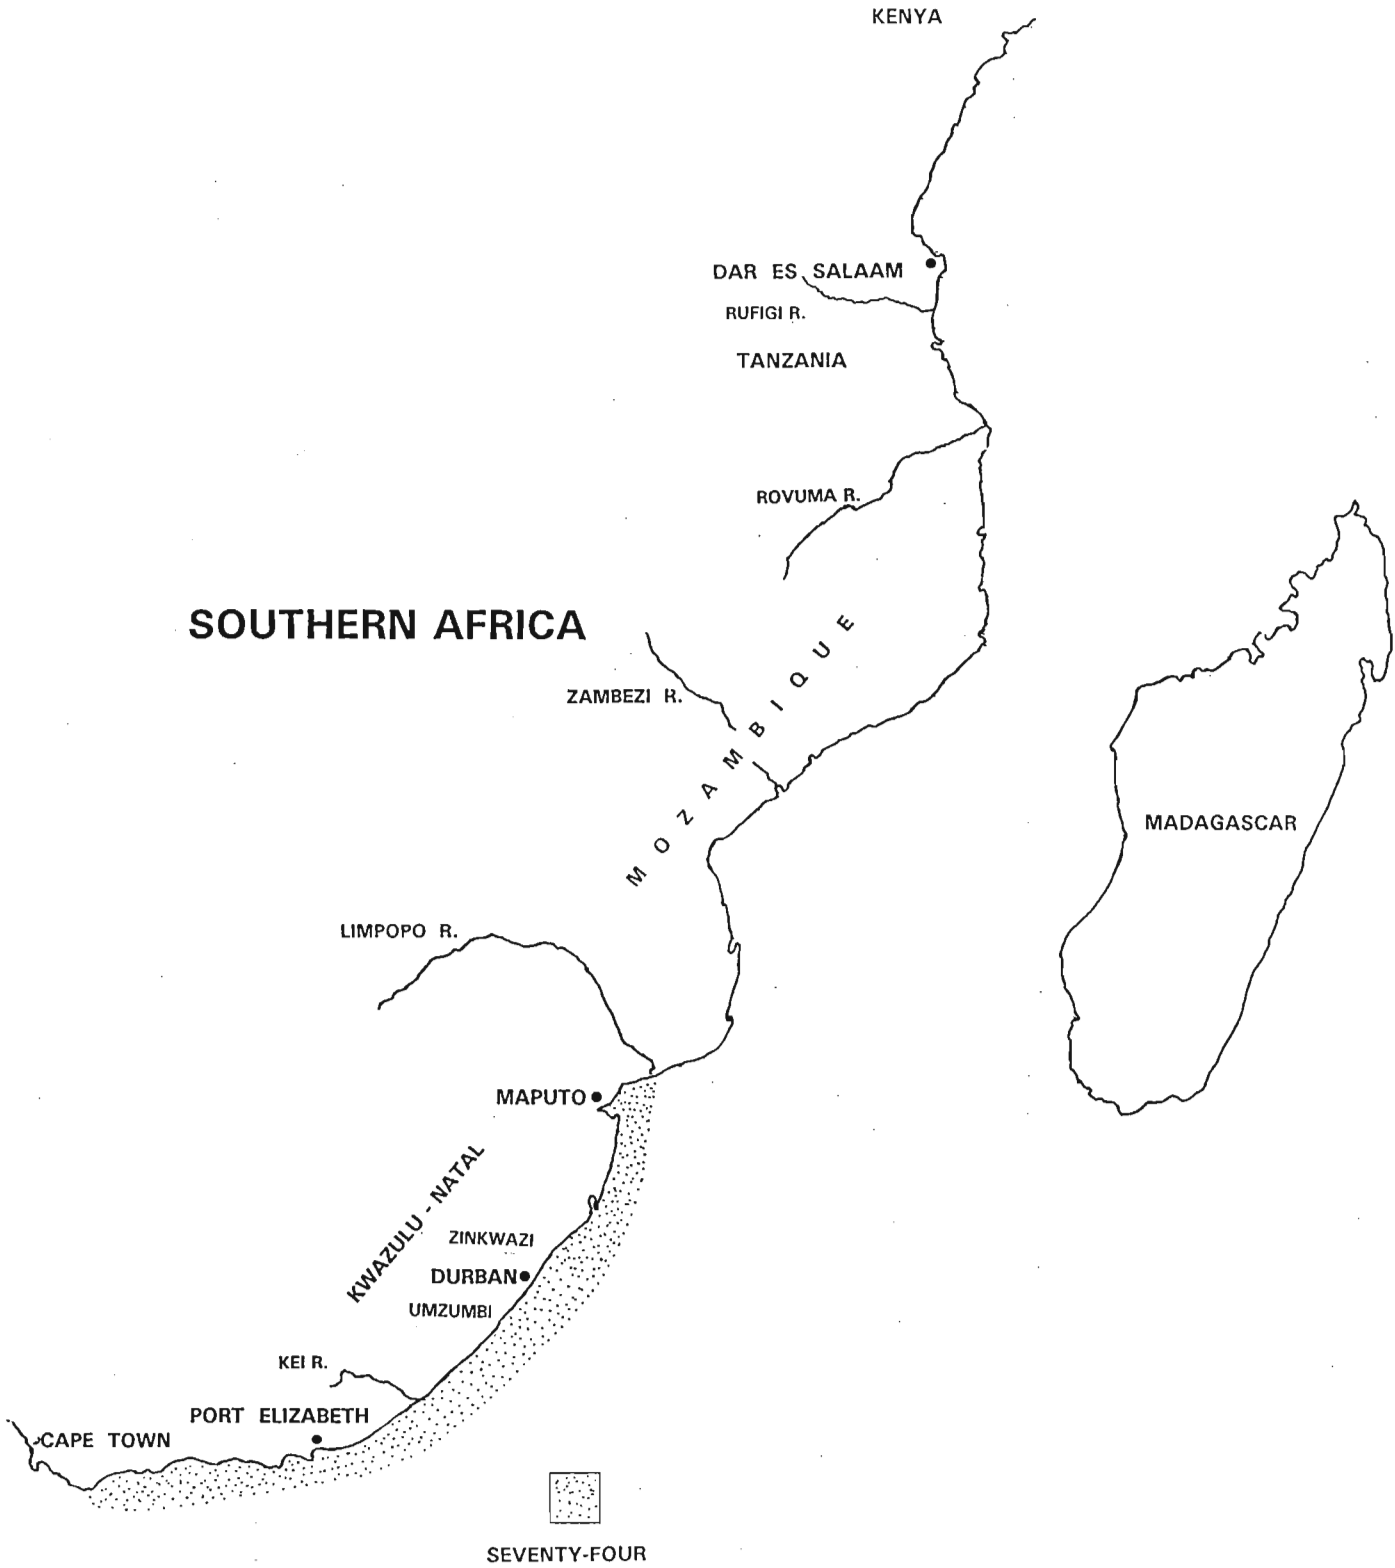 KENYA
DAR ES SALAAM
RUFIGI R.
TANZANIA
ROVUMA R.
SOUTHERN AFRICA
ZAMBEZI R.
MOZAMBIQUE
MADAGASCAR
LIMPOPO R.
MAPUTO
KWAZULU - NATAL
ZINKWAZI
DURBAN
UMZUMBI
KEI R.
PORT ELIZABETH
CAPE TOWN
SEVENTY-FOUR